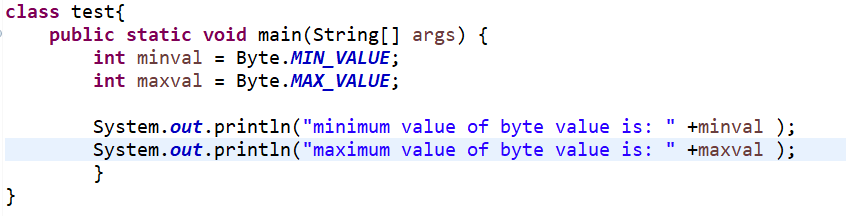 class test{
    public static void main(String[] args) {
        int minval = Byte.MIN_VALUE;
        int maxval = Byte.MAX_VALUE;

        System.out.println("minimum value of byte value is: " +minval );
        System.out.println("maximum value of byte value is: " +maxval );
        }
}